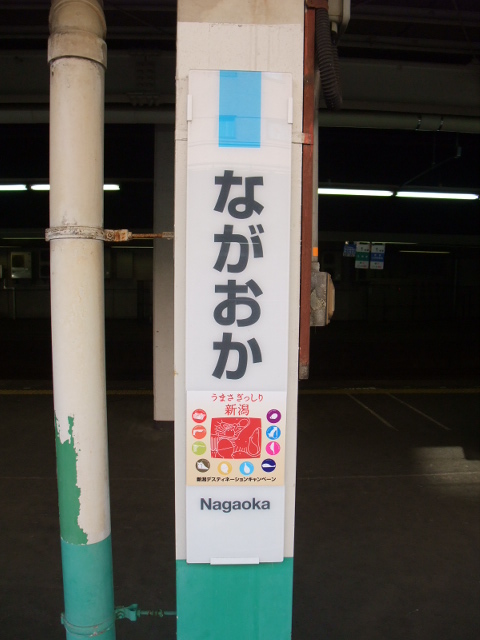 ながおか
うまさぎっしり
新潟
新潟デスティネーションキャンペーン
Nagaoka